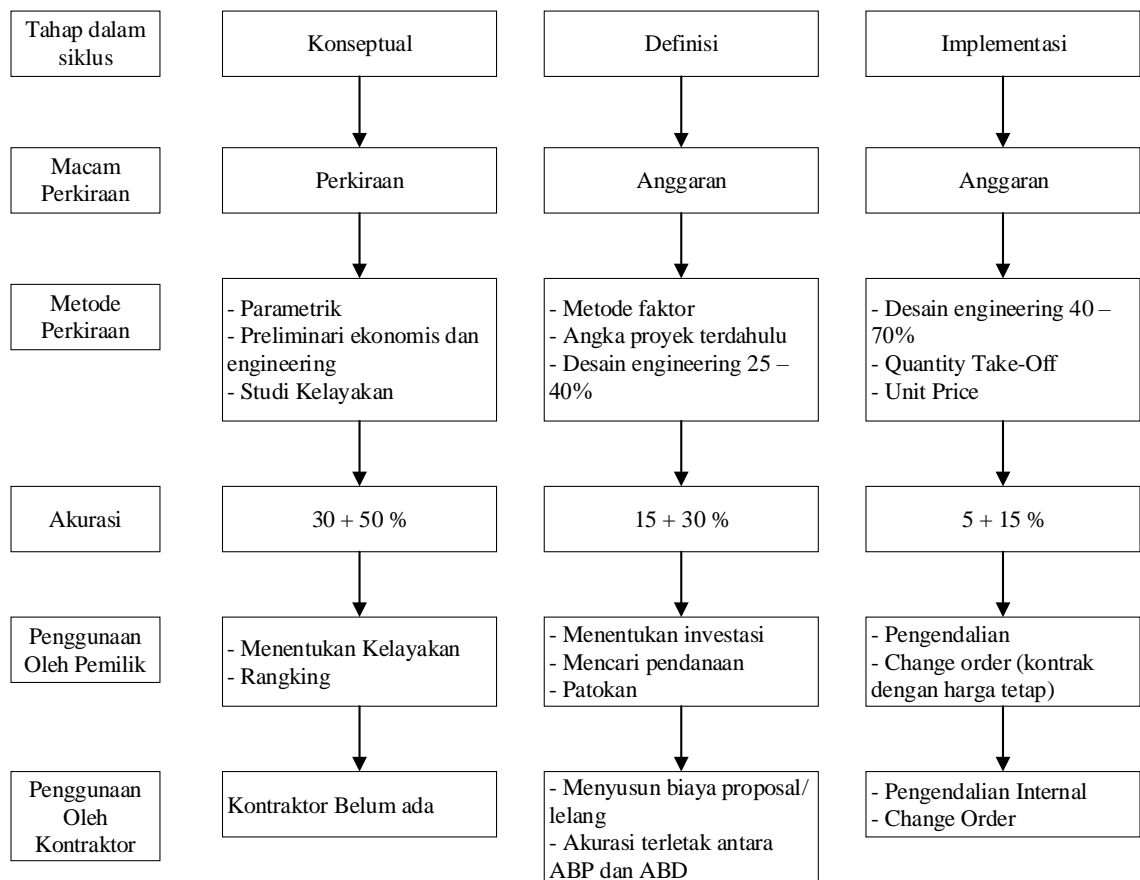 Tahap dalam
siklus
Konseptual
Definisi
Implementasi
Macam
Perkiraan
Perkiraan
Anggaran
Anggaran
Metode
Perkiraan
- Parametrik
- Preliminari ekonomis dan
engineering
- Studi Kelayakan
- Metode faktor
- Angka proyek terdahulu
- Desain engineering 25 –
40%
- Desain engineering 40 –
70%
- Quantity Take-Off
- Unit Price
Akurasi
30 + 50 %
15 + 30 %
5 + 15 %
Penggunaan
Oleh Pemilik
- Menentukan Kelayakan
- Rangking
- Menentukan investasi
- Mencari pendanaan
- Patokan
- Pengendalian
- Change order (kontrak
dengan harga tetap)
Penggunaan
Oleh
Kontraktor
Kontraktor Belum ada
- Menyusun biaya proposal/
lelang
- Akurasi terletak antara
ABP dan ABD
- Pengendalian Internal
- Change Order